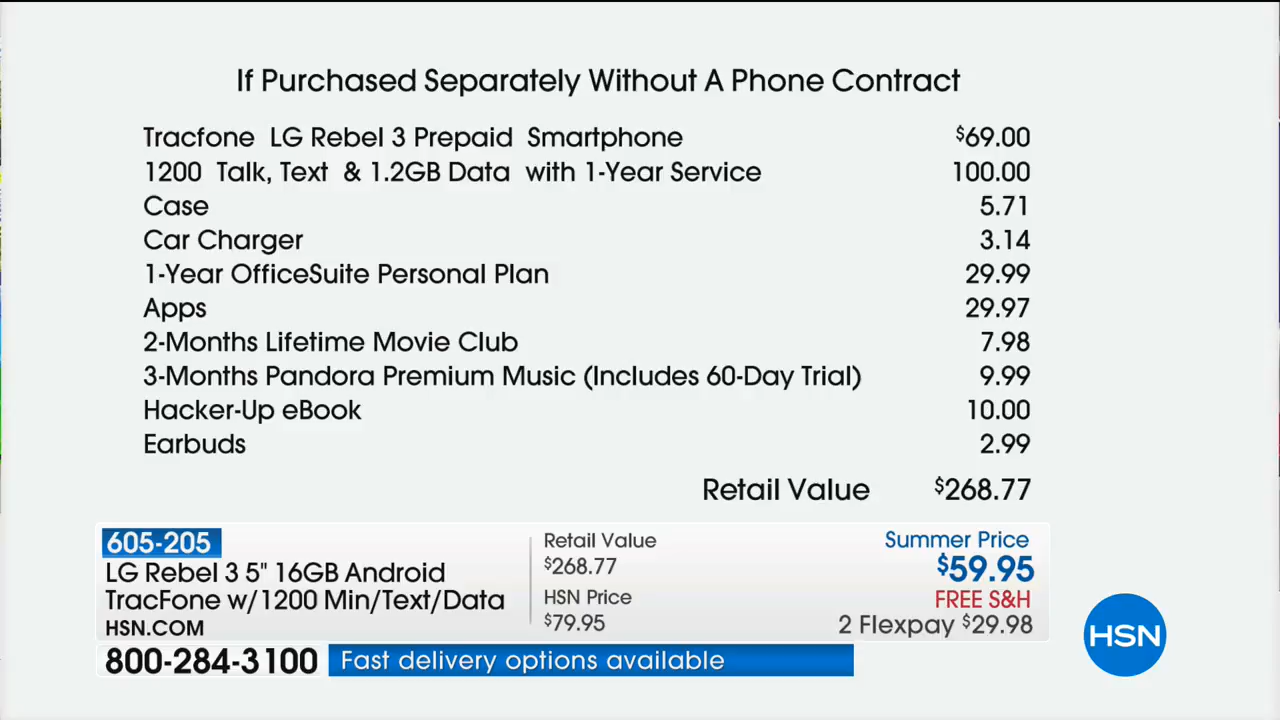 If Purchased Separately Without A Phone Contract
Tracfone LG Rebel 3 Prepaid Smartphone $69.00
1200 Talk, Text & 1.2GB Data with 1-Year Service 100.00
Case 5.71
Car Charger 3.14
1-Year OfficeSuite Personal Plan 29.99
Apps 29.97
2-Months Lifetime Movie Club 7.98
3-Months Pandora Premium Music (Includes 60-Day Trial) 9.99
Hacker-Up eBook 10.00
Earbuds 2.99
Retail Value $268.77
605-205
LG Rebel 3 5" 16GB Android
TracFone w/1200 Min/Text/Data
HSN.COM
Retail Value
$268.77
HSN Price
$79.95
Summer Price
$59.95
FREE S&H
2 Flexpay $29.98
800-284-3100
Fast delivery options available
HSN